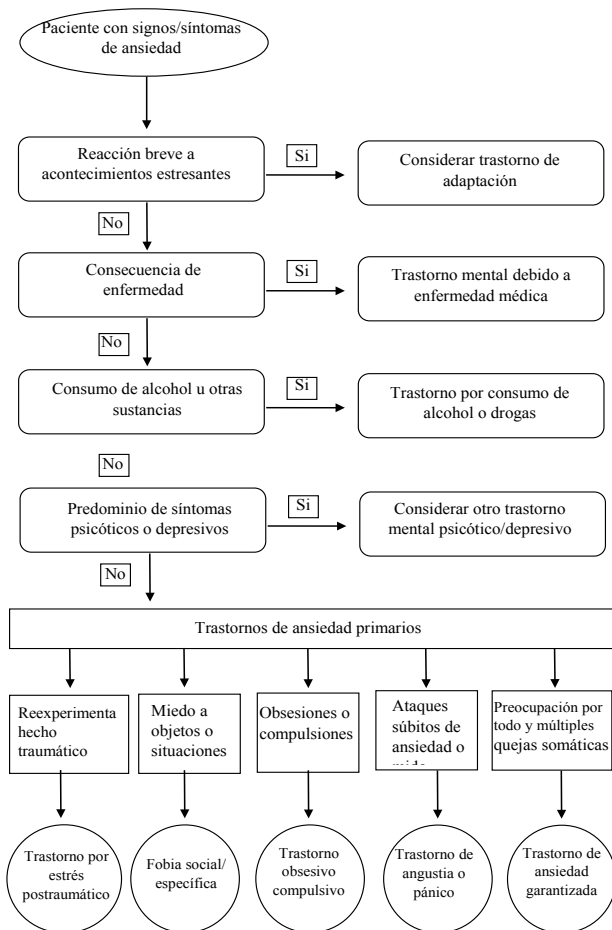 Paciente con signos/síntomas
de ansiedad
Reacción breve a
acontecimientos estresantes
Si
Considerar trastorno de
adaptación
No
Consecuencia de
enfermedad
Si
Trastorno mental debido a
enfermedad médica
No
Consumo de alcohol u otras
sustancias
Si
Trastorno por consumo de
alcohol o drogas
No
Predominio de síntomas
psicóticos o depresivos
Si
Considerar otro trastorno
mental psicótico/depresivo
No
Trastornos de ansiedad primarios
Reexperimenta
hecho
traumático
Miedo a
objetos o
situaciones
Obsesiones o
compulsiones
Ataques
súbitos de
ansiedad o
Preocupación por
todo y múltiples
quejas somáticas
Trastorno por
estrés
postraumático
Fobia social/
específica
Trastorno
obsesivo
compulsivo
Trastorno de
angustia o
pánico
Trastorno de
ansiedad
garantizada